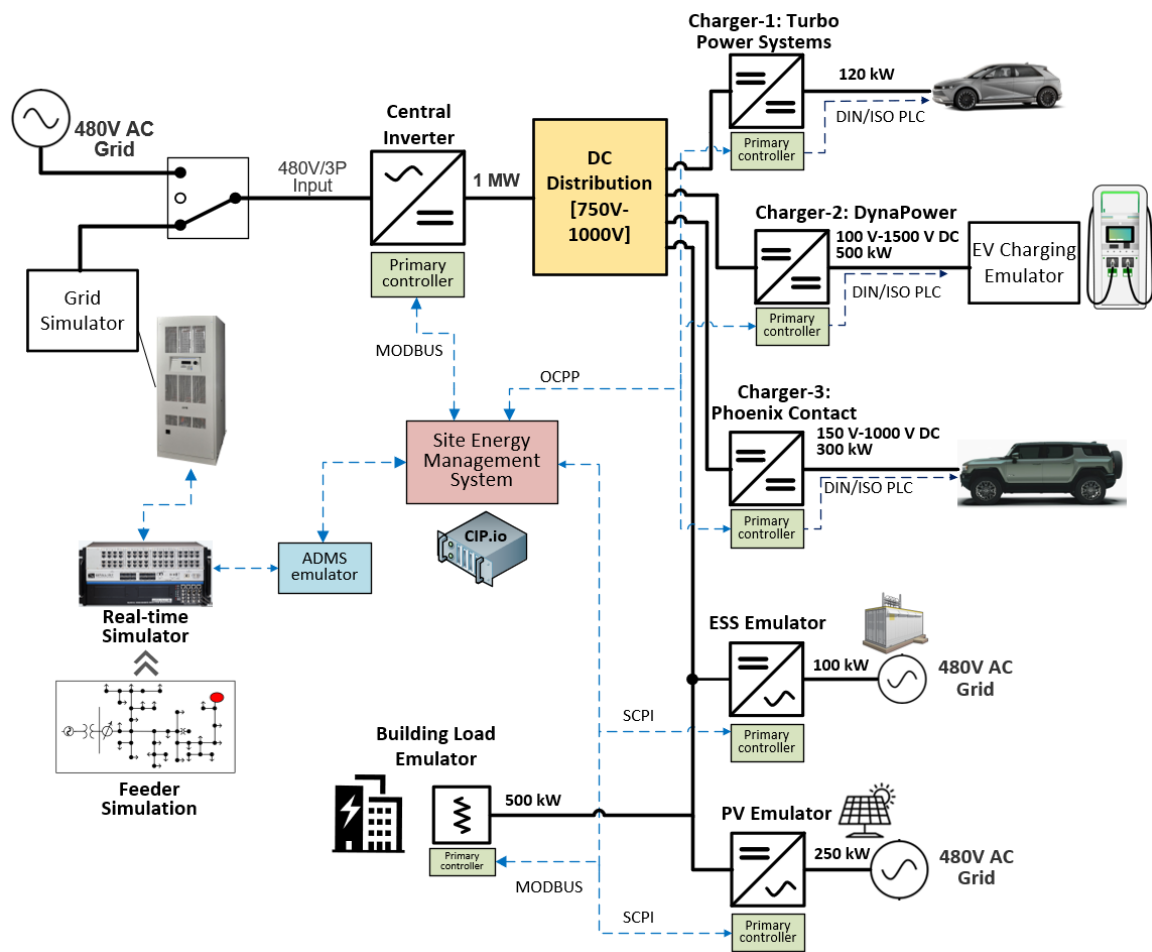 Charger-1: Turbo
Power Systems
120 kW
DIN/ISO PLC
Primary
controller
480V AC
Grid
Central
Inverter
480V/3P
Input
1 MW
DC
Distribution
[750V-
1000V]
Primary
controller
Grid
Simulator
Charger-2: DynaPower
100 V-1500 V DC
500 kW
EV Charging
Emulator
DIN/ISO PLC
Primary
controller
MODBUS
OCPP
Charger-3:
Phoenix Contact
150 V-1000 V DC
300 kW
DIN/ISO PLC
Primary
controller
Site Energy
Management
System
CIP.io
ADMS
emulator
Real-time
Simulator
Feeder
Simulation
ESS Emulator
100 kW
480V AC
Grid
SCPI
Primary
controller
Building Load
Emulator
500 kW
Primary
controller
MODBUS
PV Emulator
250 kW
480V AC
Grid
SCPI
Primary
controller